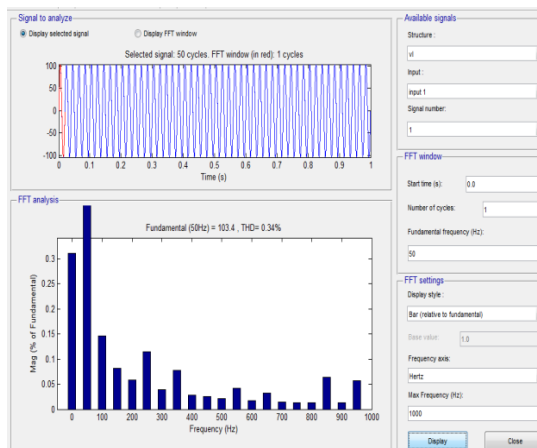 Signal to analyze
Display selected signal
Display FFT window
Selected signal: 50 cycles. FFT window (in red): 1 cycles
100
50
0
-50
-100
0 0.1 0.2 0.3 0.4 0.5 0.6 0.7 0.8 0.9 1
Time (s)
FFT analysis
Fundamental (50Hz) = 103.4 , THD= 0.34%
0.3
0.25
0.2
0.15
0.1
0.05
0
0 100 200 300 400 500 600 700 800 900 1000
Frequency (Hz)
Mag (% of Fundamental)
Available signals
Structure :
vl
Input :
input 1
Signal number:
1
FFT window
Start time (s): 0.0
Number of cycles: 1
Fundamental frequency (Hz):
50
FFT settings
Display style :
Bar (relative to fundamental)
Base value: 1.0
Frequency axis:
Hertz
Max Frequency (Hz):
1000
Display Close